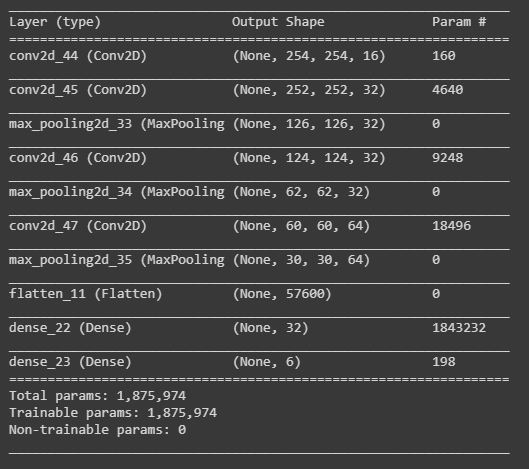 Layer (type) Output Shape Param #
conv2d_44 (Conv2D) (None, 254, 254, 16) 160
conv2d_45 (Conv2D) (None, 252, 252, 32) 4640
max_pooling2d_33 (MaxPooling (None, 126, 126, 32) 0
conv2d_46 (Conv2D) (None, 124, 124, 32) 9248
max_pooling2d_34 (MaxPooling (None, 62, 62, 32) 0
conv2d_47 (Conv2D) (None, 60, 60, 64) 18496
max_pooling2d_35 (MaxPooling (None, 30, 30, 64) 0
flatten_11 (Flatten) (None, 57600) 0
dense_22 (Dense) (None, 32) 1843232
dense_23 (Dense) (None, 6) 198
Total params: 1,875,974
Trainable params: 1,875,974
Non-trainable params: 0